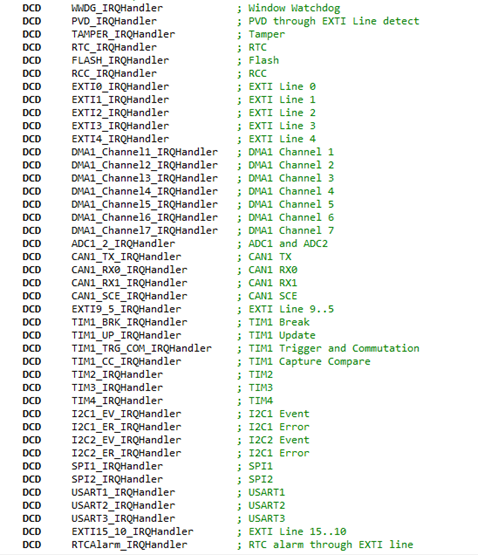 DCD WWDG_IRQHandler ; Window Watchdog
DCD PVD_IRQHandler ; PVD through EXTI Line detect
DCD TAMPER_IRQHandler ; Tamper
DCD RTC_IRQHandler ; RTC
DCD FLASH_IRQHandler ; Flash
DCD RCC_IRQHandler ; RCC
DCD EXTI0_IRQHandler ; EXTI Line 0
DCD EXTI1_IRQHandler ; EXTI Line 1
DCD EXTI2_IRQHandler ; EXTI Line 2
DCD EXTI3_IRQHandler ; EXTI Line 3
DCD EXTI4_IRQHandler ; EXTI Line 4
DCD DMA1_Channel1_IRQHandler ; DMA1 Channel 1
DCD DMA1_Channel2_IRQHandler ; DMA1 Channel 2
DCD DMA1_Channel3_IRQHandler ; DMA1 Channel 3
DCD DMA1_Channel4_IRQHandler ; DMA1 Channel 4
DCD DMA1_Channel5_IRQHandler ; DMA1 Channel 5
DCD DMA1_Channel6_IRQHandler ; DMA1 Channel 6
DCD DMA1_Channel7_IRQHandler ; DMA1 Channel 7
DCD ADC1_2_IRQHandler ; ADC1 and ADC2
DCD CAN1_TX_IRQHandler ; CAN1 TX
DCD CAN1_RX0_IRQHandler ; CAN1 RX0
DCD CAN1_RX1_IRQHandler ; CAN1 RX1
DCD CAN1_SCE_IRQHandler ; CAN1 SCE
DCD EXTI9_5_IRQHandler ; EXTI Line 9..5
DCD TIM1_BRK_IRQHandler ; TIM1 Break
DCD TIM1_UP_IRQHandler ; TIM1 Update
DCD TIM1_TRG_COM_IRQHandler ; TIM1 Trigger and Commutation
DCD TIM1_CC_IRQHandler ; TIM1 Capture Compare
DCD TIM2_IRQHandler ; TIM2
DCD TIM3_IRQHandler ; TIM3
DCD TIM4_IRQHandler ; TIM4
DCD I2C1_EV_IRQHandler ; I2C1 Event
DCD I2C1_ER_IRQHandler ; I2C1 Error
DCD I2C2_EV_IRQHandler ; I2C2 Event
DCD I2C2_ER_IRQHandler ; I2C1 Error
DCD SPI1_IRQHandler ; SPI1
DCD SPI2_IRQHandler ; SPI2
DCD USART1_IRQHandler ; USART1
DCD USART2_IRQHandler ; USART2
DCD USART3_IRQHandler ; USART3
DCD EXTI15_10_IRQHandler ; EXTI Line 15..10
DCD RTCAlarm_IRQHandler ; RTC alarm through EXTI line